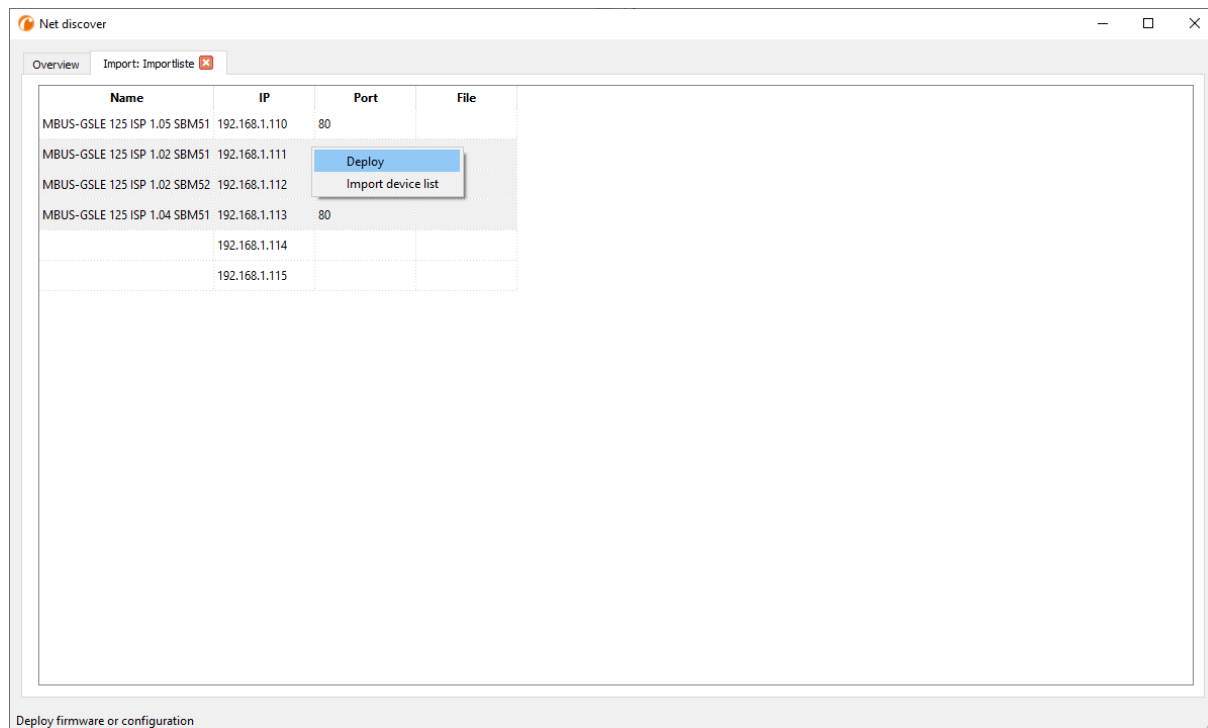 Net discover
Overview Import: Importliste
Name IP Port File
MBUS-GSLE 125 ISP 1.05 SBM51 192.168.1.110 80
MBUS-GSLE 125 ISP 1.02 SBM51 192.168.1.111
Deploy
MBUS-GSLE 125 ISP 1.02 SBM52 192.168.1.112
Import device list
MBUS-GSLE 125 ISP 1.04 SBM51 192.168.1.113 80
192.168.1.114
192.168.1.115
Deploy firmware or configuration